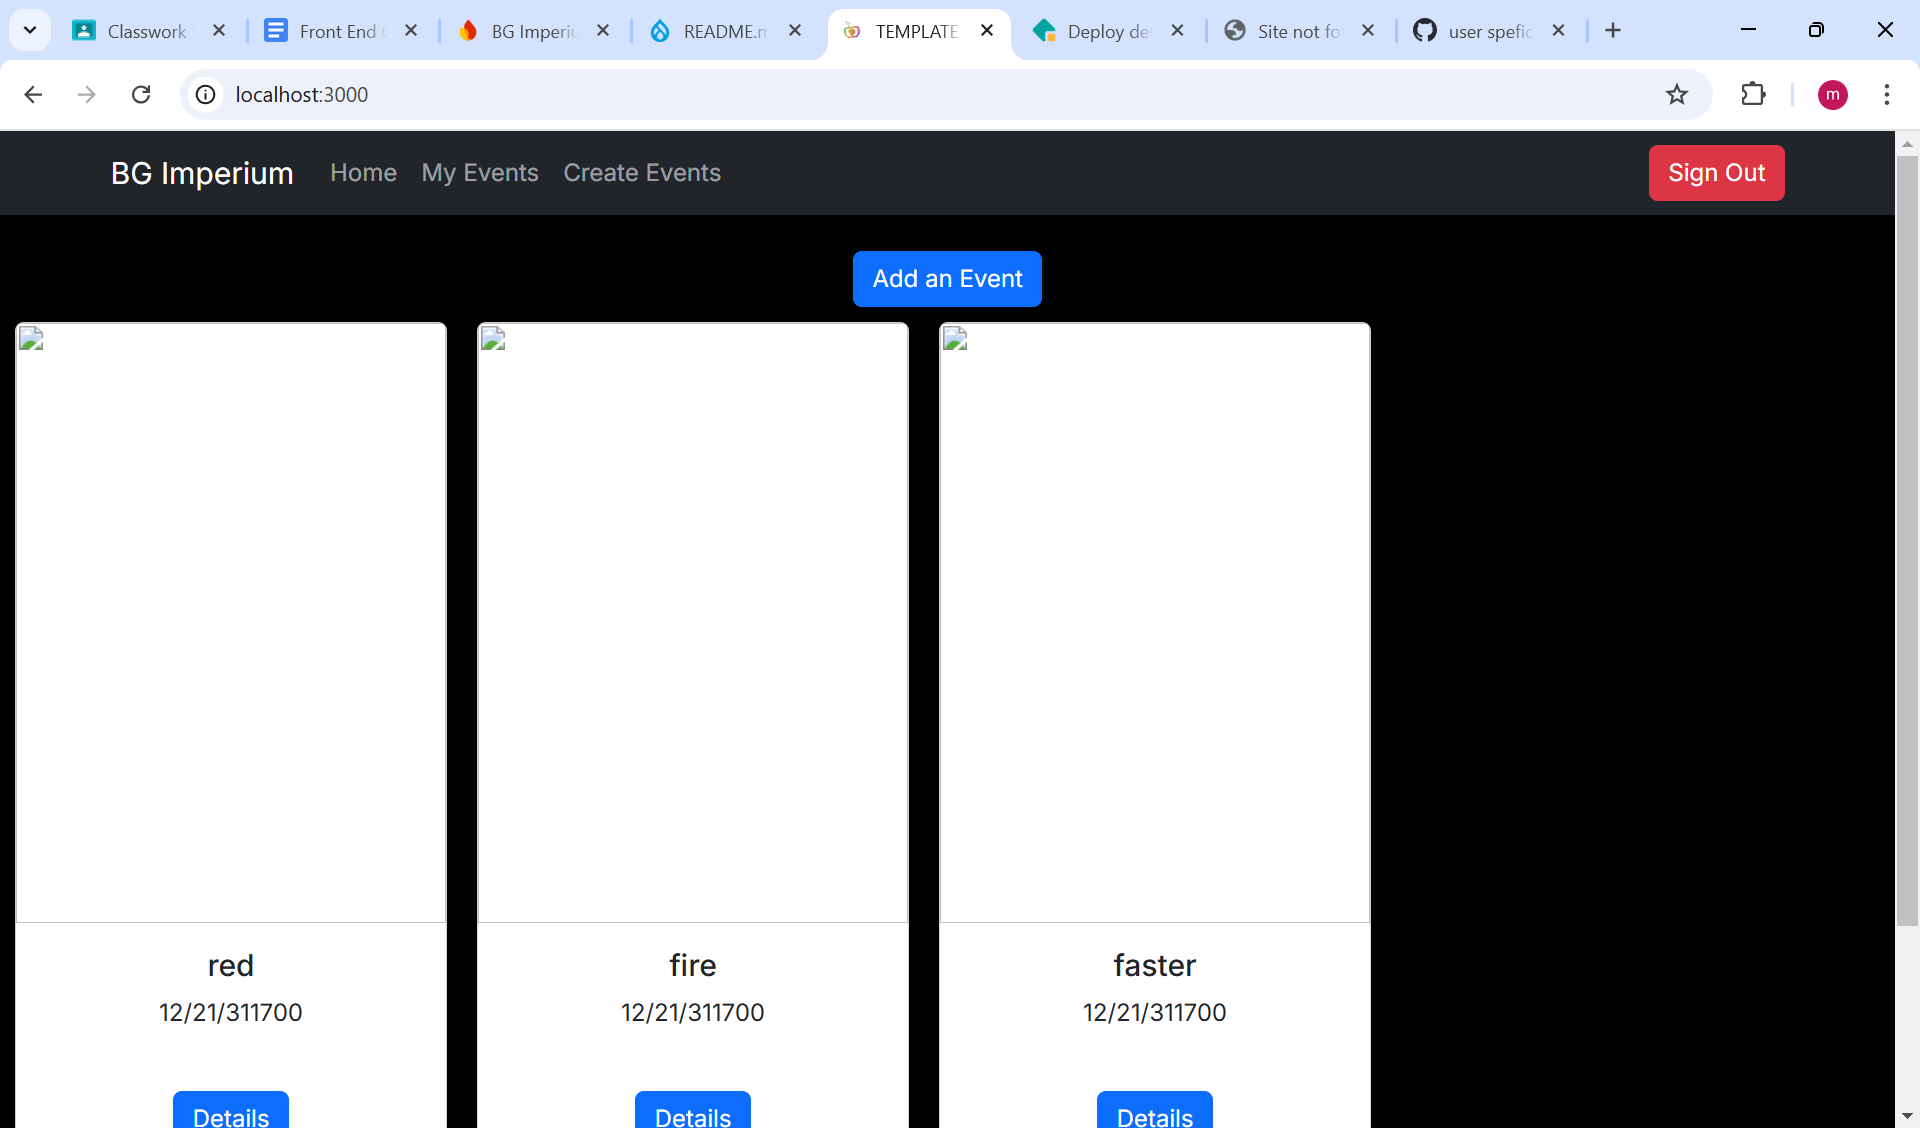 Classwork
Front End
BG Imperiu
README.m
TEMPLATE
Deploy de
Site not fo
user spefic
localhost:3000
m
BG Imperium Home My Events Create Events Sign Out
Add an Event
red fire faster
12/21/311700 12/21/311700 12/21/311700
Details Details Details